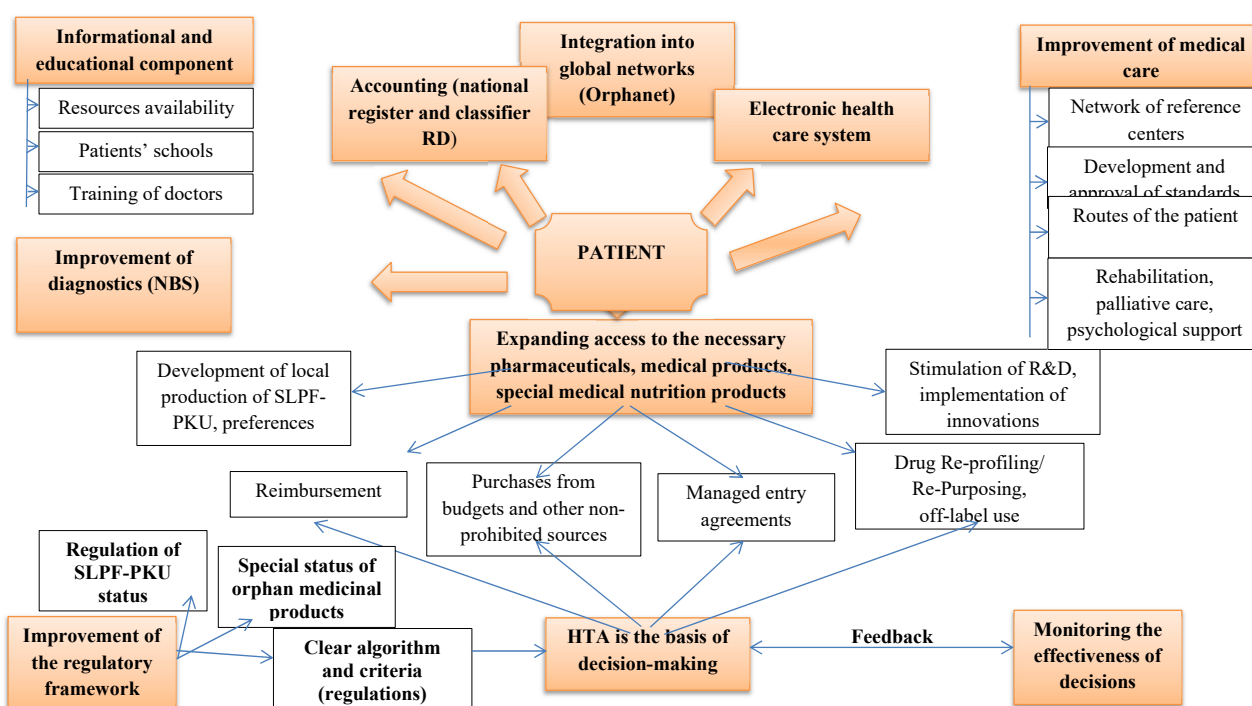 Informational and
educational component
Resources availability
Patients' schools
Training of doctors
Improvement of
diagnostics (NBS)
Accounting (national
register and classifier
RD)
Integration into
global networks
(Orphanet)
Electronic health
care system
Improvement of medical
care
Network of reference
centers
Development and
approval of standards
Routes of the patient
Rehabilitation,
palliative care,
psychological support
PATIENT
Expanding access to the necessary
pharmaceuticals, medical products,
special medical nutrition products
Development of local
production of SLPF-
PKU, preferences
Stimulation of R&D,
implementation of
innovations
Reimbursement
Purchases from
budgets and other non-
prohibited sources
Managed entry
agreements
Drug Re-profiling/
Re-Purposing,
off-label use
Regulation of
SLPF-PKU
status
Special status of
orphan medicinal
products
Improvement of
the regulatory
framework
Clear algorithm
and criteria
(regulations)
HTA is the basis of
decision-making
Feedback
Monitoring the
effectiveness of
decisions